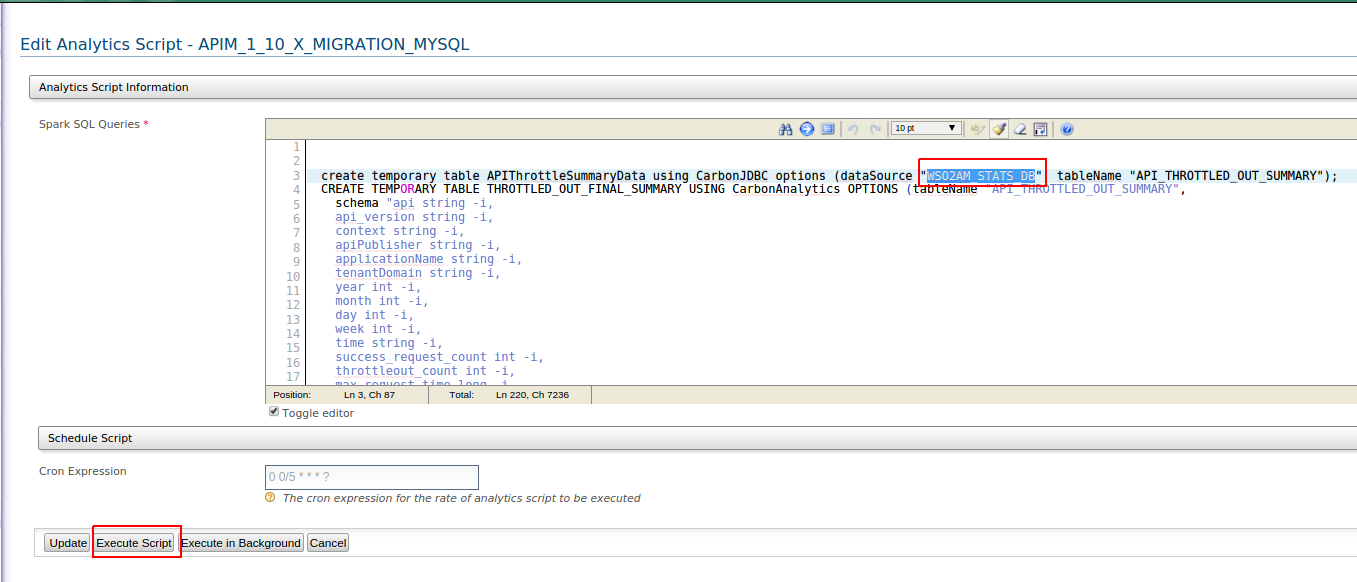 Edit Analytics Script - APIM_1_10_X_MIGRATION_MYSQL
Analytics Script Information
Spark SQL Queries *
10 pt
1
2
3 create temporary table APIThrottleSummaryData using CarbonJDBC options (dataSource "WSO2AM_STATS_DB" tableName "API_THROTTLED_OUT_SUMMARY");
4 CREATE TEMPORARY TABLE THROTTLED_OUT_FINAL_SUMMARY USING CarbonAnalytics OPTIONS (tableName "API_THROTTLED_OUT_SUMMARY",
5 schema "api string -i,
6 api_version string -i,
7 context string -i,
8 apiPublisher string -i,
9 applicationName string -i,
10 tenantDomain string -i,
11 year int -i,
12 month int -i,
13 day int -i,
14 week int -i,
15 time string -i,
16 success_request_count int -i,
17 throttleout_count int -i,
max_request_time long -i,
Position: Ln 3, Ch 87 Total: Ln 220, Ch 7236
Toggle editor
Schedule Script
Cron Expression
0 0/5 * * * ?
The cron expression for the rate of analytics script to be executed
Update Execute Script Execute in Background Cancel